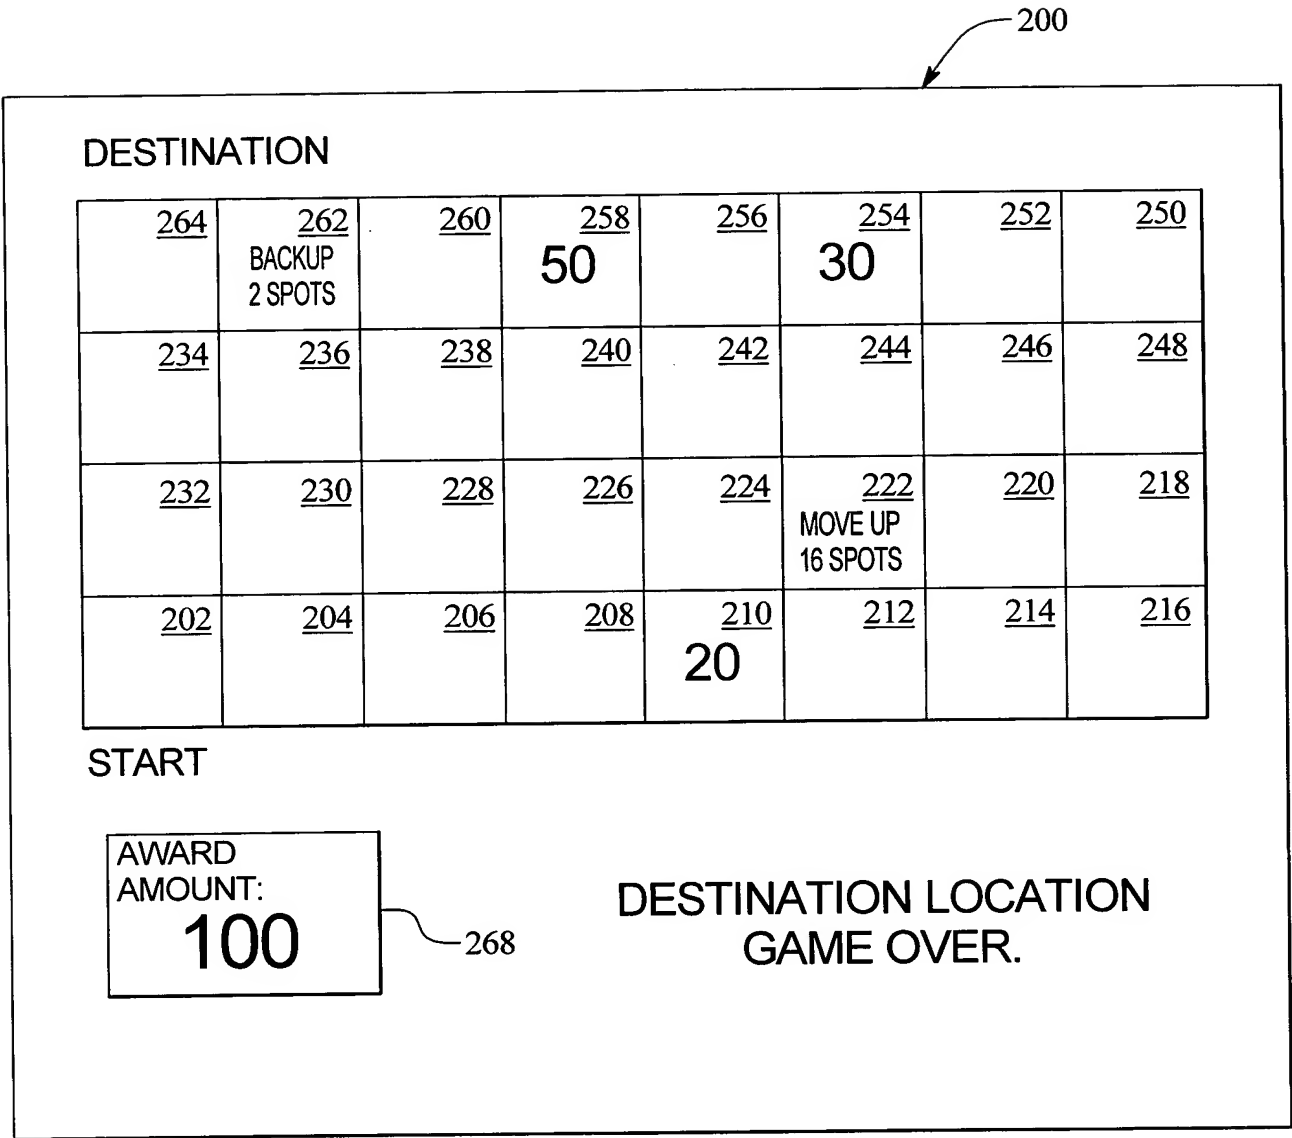 200
DESTINATION
264 262 260 258 256 254 252 250
BACKUP
2 SPOTS
50 30
234 236 238 240 242 244 246 248
232 230 228 226 224 222 220 218
MOVE UP
16 SPOTS
202 204 206 208 210 212 214 216
20
START
AWARD
AMOUNT:
100
268
DESTINATION LOCATION
GAME OVER.